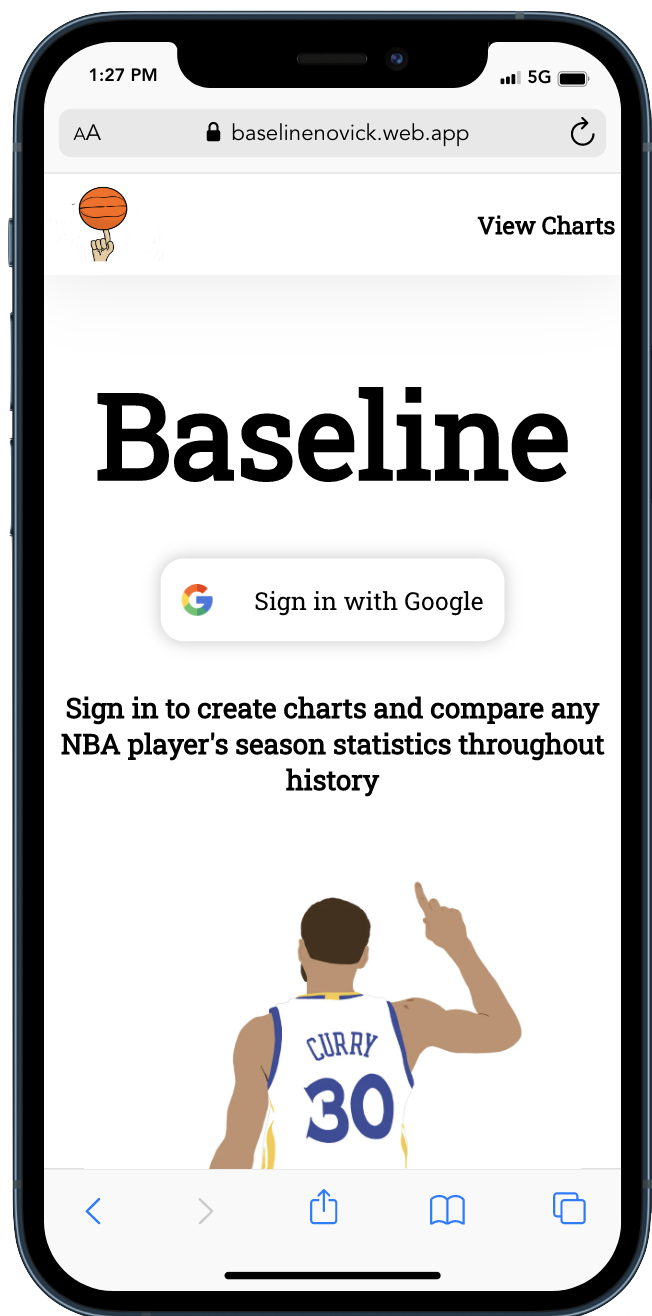 1:27 PM
5G
AA
baselinenovick.web.app
View Charts
Baseline
Sign in with Google
Sign in to create charts and compare any
NBA player's season statistics throughout
history
CURRY
30